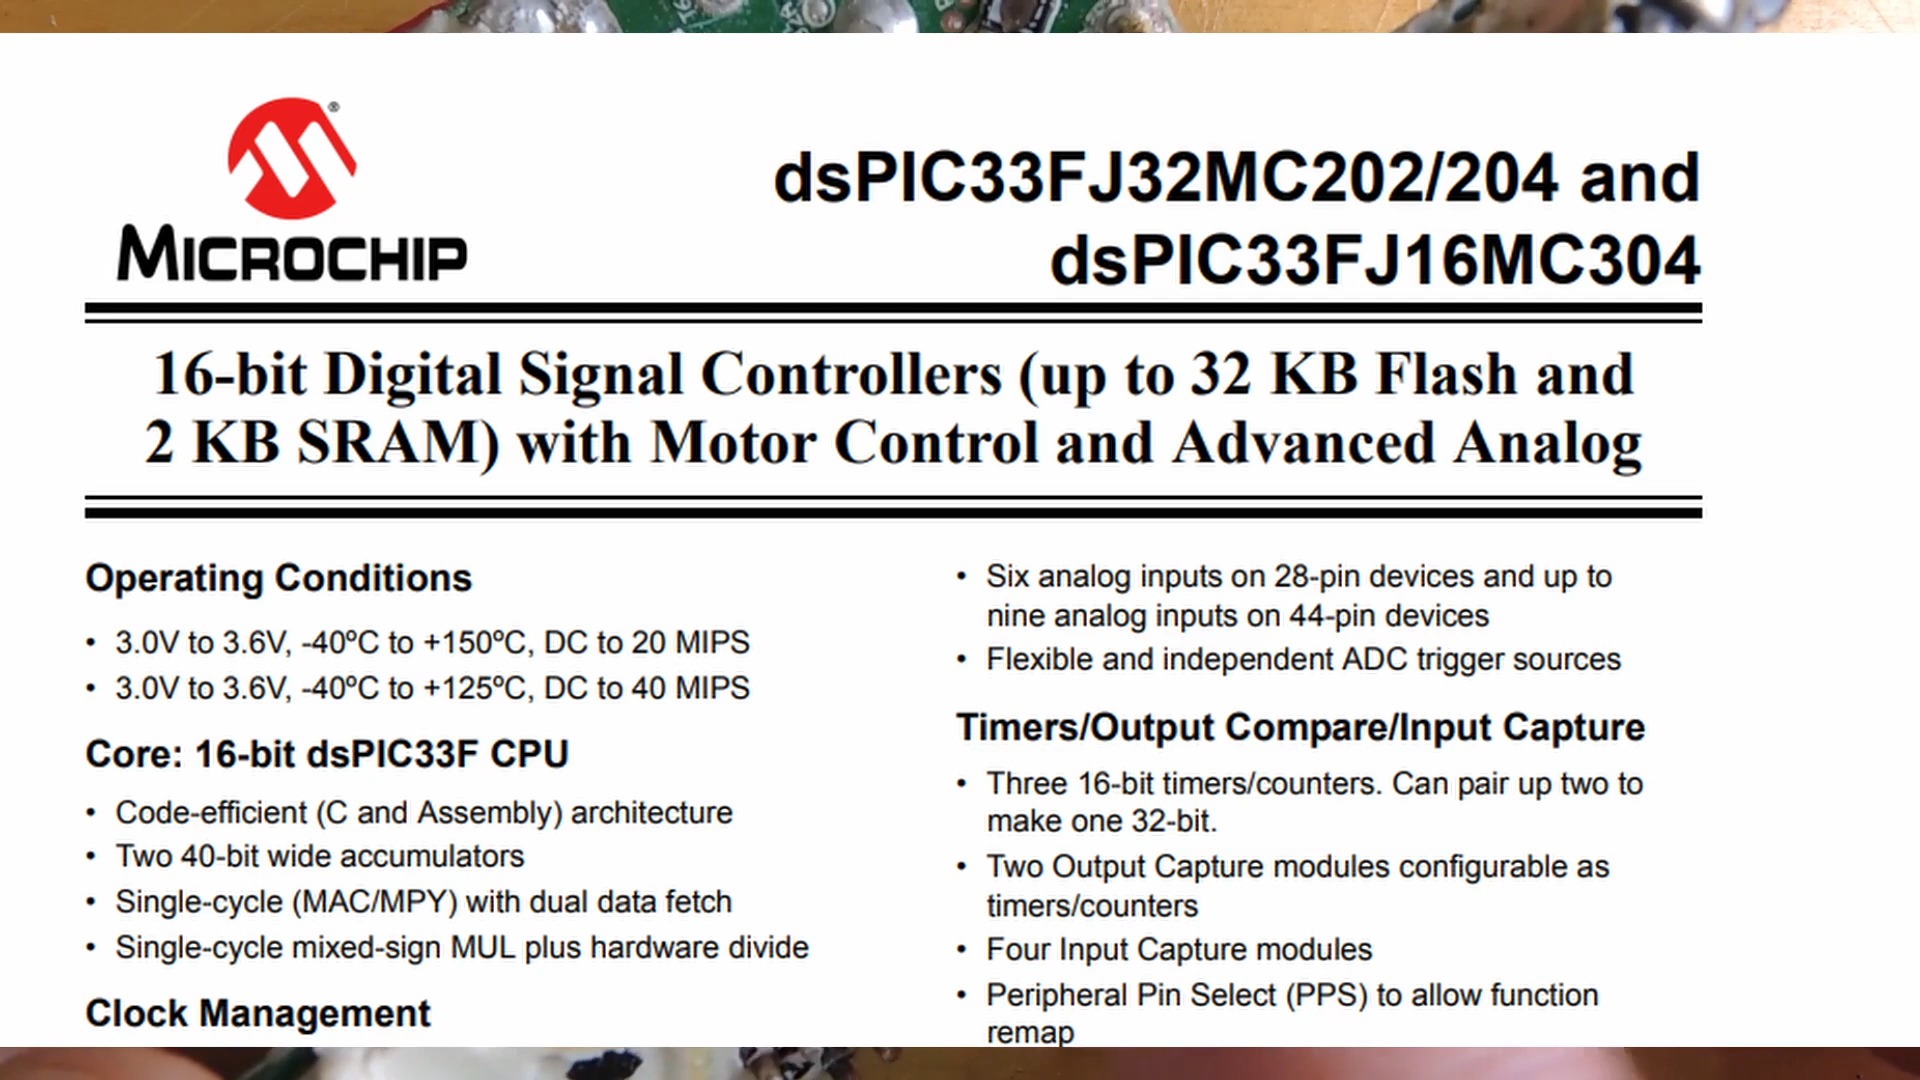 MICROCHIP
®
dsPIC33FJ32MC202/204 and
dsPIC33FJ16MC304
16-bit Digital Signal Controllers (up to 32 KB Flash and
2 KB SRAM) with Motor Control and Advanced Analog
Operating Conditions
• 3.0V to 3.6V, -40ºC to +150ºC, DC to 20 MIPS
• 3.0V to 3.6V, -40ºC to +125ºC, DC to 40 MIPS
Core: 16-bit dsPIC33F CPU
• Code-efficient (C and Assembly) architecture
• Two 40-bit wide accumulators
• Single-cycle (MAC/MPY) with dual data fetch
• Single-cycle mixed-sign MUL plus hardware divide
Clock Management
• Six analog inputs on 28-pin devices and up to
nine analog inputs on 44-pin devices
• Flexible and independent ADC trigger sources
Timers/Output Compare/Input Capture
• Three 16-bit timers/counters. Can pair up two to
make one 32-bit.
• Two Output Capture modules configurable as
timers/counters
• Four Input Capture modules
• Peripheral Pin Select (PPS) to allow function
remap